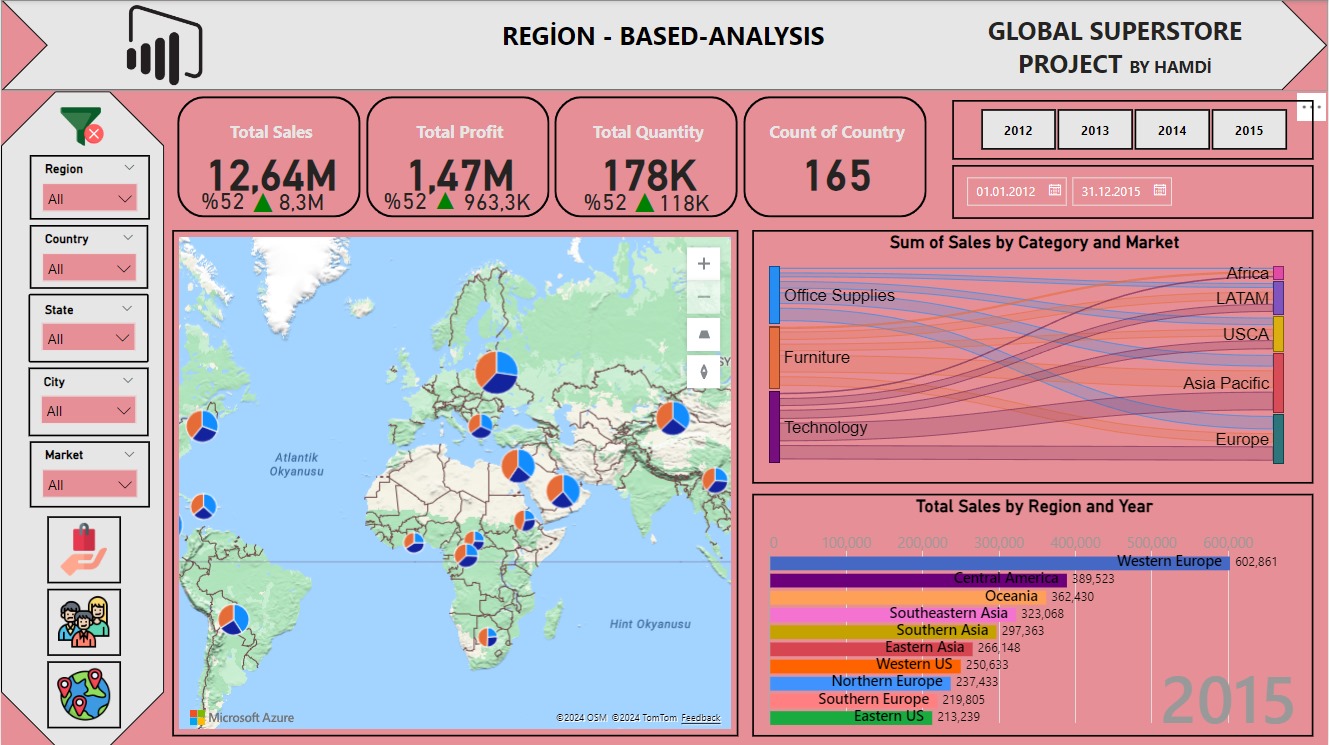 REGİON - BASED-ANALYSIS
GLOBAL SUPERSTORE
PROJECT BY HAMDİ
Region
All
Country
All
State
All
City
All
Market
All
Total Sales
12,64M
%52 ▲ 8,3M
Total Profit
1,47M
%52 ▲ 963,3K
Total Quantity
178K
%52 ▲ 118K
Count of Country
165
2012 2013 2014 2015
01.01.2012 31.12.2015
Atlantik
Okyanusu
Hint Okyanusu
SY
Microsoft Azure
©2024 OSM ©2024 TomTom Feedback
Sum of Sales by Category and Market
Office Supplies
Furniture
Technology
Africa
LATAM
USCA
Asia Pacific
Europe
Total Sales by Region and Year
0 100,000 200,000 300,000 400,000 500,000 600,000
Western Europe 602,861
Central America 389,523
Oceania 362,430
Southeastern Asia 323,068
Southern Asia 297,363
Eastern Asia 266,148
Western US 250,633
Northern Europe 237,433
Southern Europe 219,805
Eastern US 213,239
2015